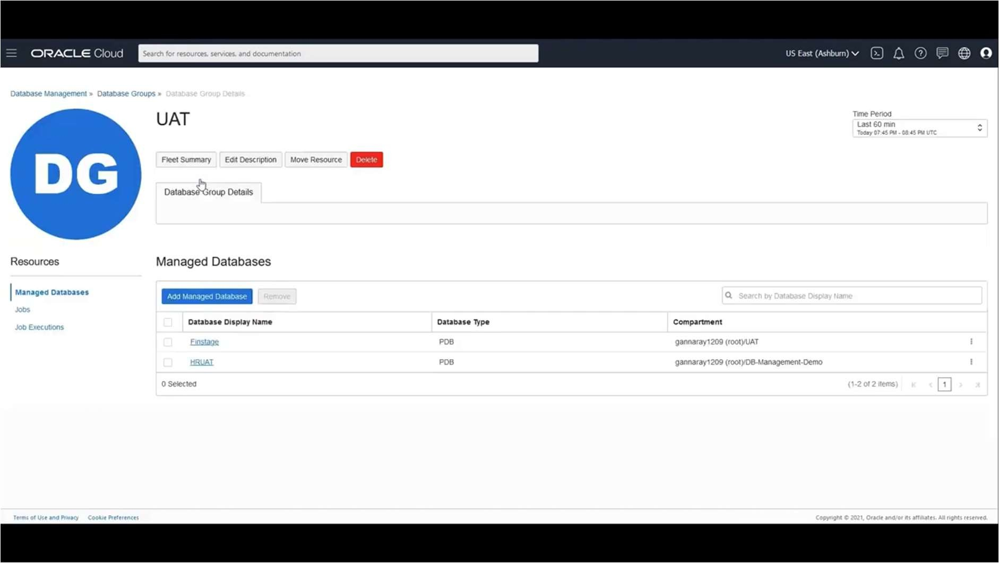 ORACLE Cloud
Search for resources, services, and documentation
US East (Ashburn)
Database Management » Database Groups » Database Group Details
DG
UAT
Time Period
Last 60 min
Today 07:45 PM - 08:45 PM UTC
Fleet Summary Edit Description Move Resource Delete
Database Group Details
Resources
Managed Databases
Jobs
Job Executions
Managed Databases
Add Managed Database Remove
Search by Database Display Name
Database Display Name Database Type Compartment
Finstage PDB gannaray1209 (root)/UAT
HRUAT PDB gannaray1209 (root)/DB-Management-Demo
0 Selected
(1-2 of 2 items) 1
Terms of Use and Privacy Cookie Preferences
Copyright © 2021, Oracle and/or its affiliates. All rights reserved.